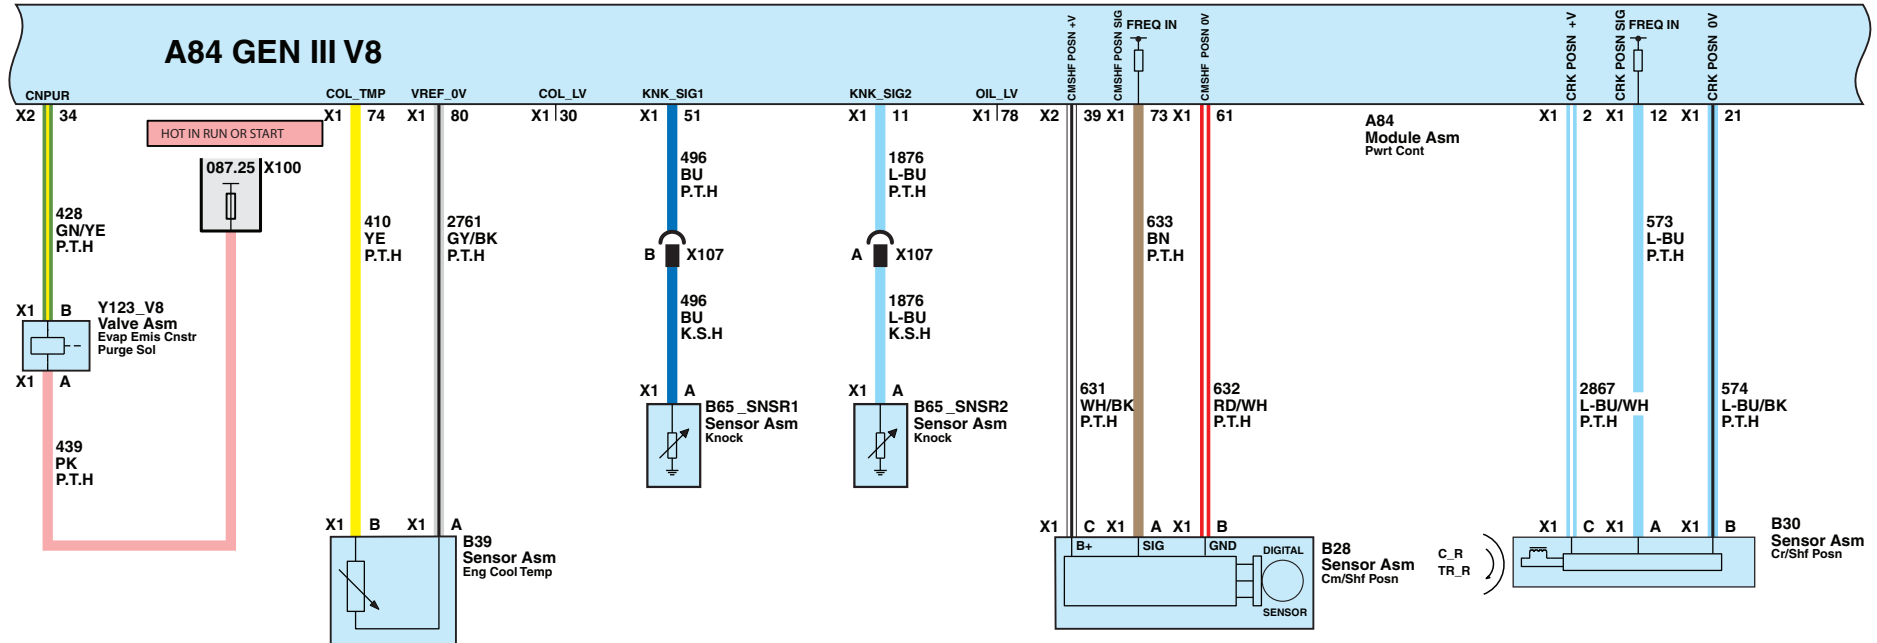 A84 GEN III V8
CNPUR
COL_TMP
VREF_0V
COL_LV
KNK_SIG1
KNK_SIG2
OIL_LV
CMSHF POSN +V
CMSHF POSN SIG
FREQ IN
CMSHF POSN 0V
CRK POSN +V
CRK POSN SIG
FREQ IN
CRK POSN 0V
X2 34
X1 74
X1 80
X1 30
X1 51
X1 11
X1 78
X2 39
X1 73
X1 61
X1 2
X1 12
X1 21
A84
Module Asm
Pwrt Cont
HOT IN RUN OR START
087.25 X100
428
GN/YE
P.T.H
410
YE
P.T.H
2761
GY/BK
P.T.H
496
BU
P.T.H
1876
L-BU
P.T.H
633
BN
P.T.H
573
L-BU
P.T.H
B X107
A X107
496
BU
K.S.H
1876
L-BU
K.S.H
X1 B
Y123_V8
Valve Asm
Evap Emis Cnstr
Purge Sol
X1 A
439
PK
P.T.H
X1 A
B65_SNSR1
Sensor Asm
Knock
X1 A
B65_SNSR2
Sensor Asm
Knock
631
WH/BK
P.T.H
632
RD/WH
P.T.H
2867
L-BU/WH
P.T.H
574
L-BU/BK
P.T.H
X1 B
X1 A
B39
Sensor Asm
Eng Cool Temp
X1 C
X1 A
X1 B
B+
SIG
GND
DIGITAL
SENSOR
B28
Sensor Asm
Cm/Shf Posn
C_R
TR_R
X1 C
X1 A
X1 B
B30
Sensor Asm
Cr/Shf Posn